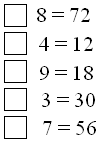 8 = 72
4 = 12
9 = 18
3 = 30
7 = 56